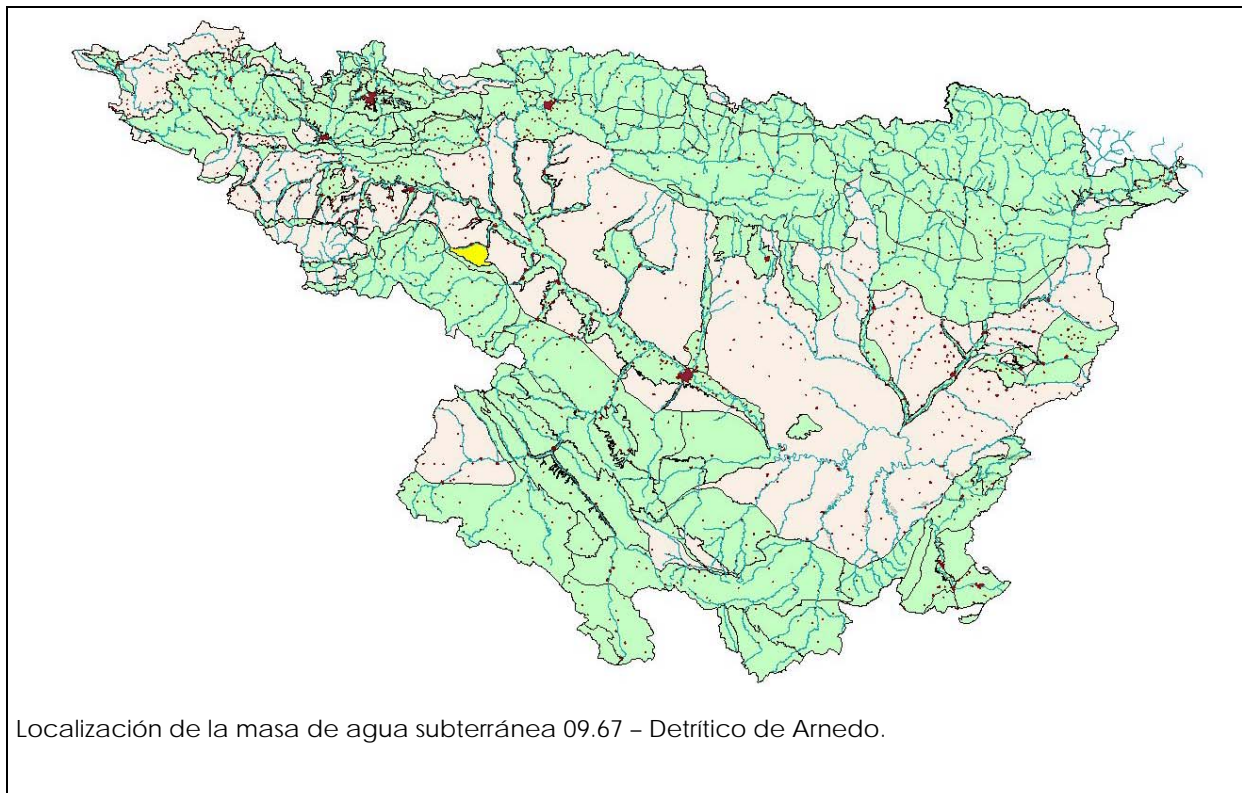 Localización de la masa de agua subterránea 09.67 – Detrítico de Arnedo.